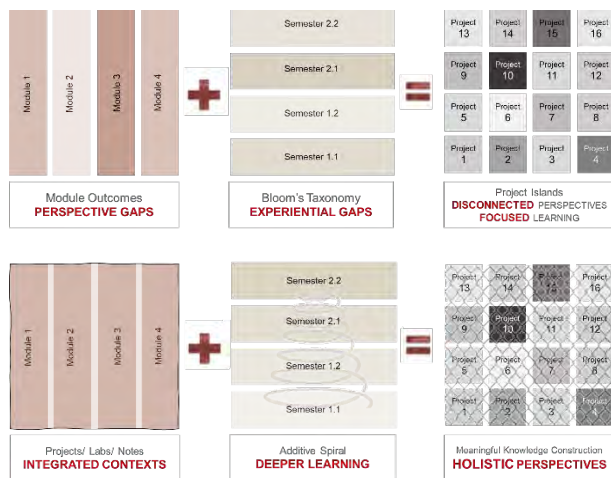 Module 1
Module 2
Module 3
Module 4
Semester 2.2
Semester 2.1
Semester 1.2
Semester 1.1
Project 13
Project 14
Project 15
Project 16
Project 9
Project 10
Project 11
Project 12
Project 5
Project 6
Project 7
Project 8
Project 1
Project 2
Project 3
Project 4
Module Outcomes
PERSPECTIVE GAPS
Bloom's Taxonomy
EXPERIENTIAL GAPS
Project Islands
DISCONNECTED PERSPECTIVES
FOCUSED LEARNING
Module 1
Module 2
Module 3
Module 4
Semester 2.2
Semester 2.1
Semester 1.2
Semester 1.1
Project 13
Project 14
Project 15
Project 16
Project 9
Project 10
Project 11
Project 12
Project 5
Project 6
Project 7
Project 8
Project 1
Project 2
Project 3
Project 4
Projects/ Labs/ Notes
INTEGRATED CONTEXTS
Additive Spiral
DEEPER LEARNING
Meaningful Knowledge Construction
HOLISTIC PERSPECTIVES